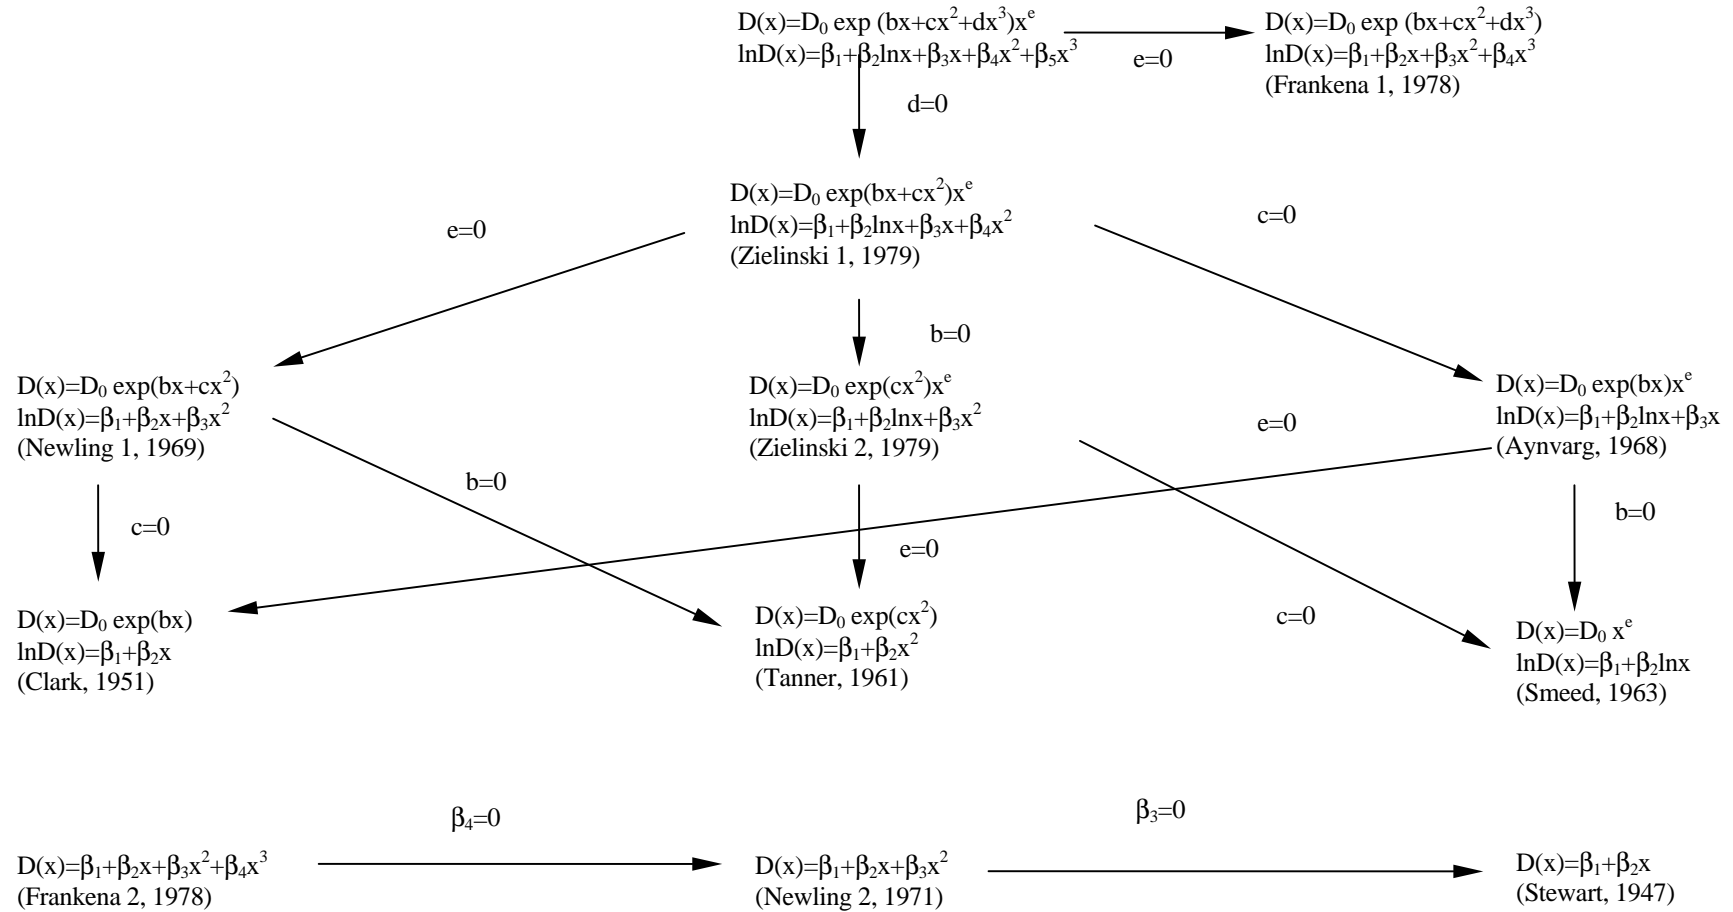 D(x)=D₀ exp (bx+cx²+dx³)xᵉ
lnD(x)=β₁+β₂lnx+β₃x+β₄x²+β₅x³
e=0
D(x)=D₀ exp (bx+cx²+dx³)
lnD(x)=β₁+β₂x+β₃x²+β₄x³
(Frankena 1, 1978)
d=0
D(x)=D₀ exp(bx+cx²)xᵉ
lnD(x)=β₁+β₂lnx+β₃x+β₄x²
(Zielinski 1, 1979)
e=0
c=0
b=0
D(x)=D₀ exp(bx+cx²)
lnD(x)=β₁+β₂x+β₃x²
(Newling 1, 1969)
D(x)=D₀ exp(cx²)xᵉ
lnD(x)=β₁+β₂lnx+β₃x²
(Zielinski 2, 1979)
D(x)=D₀ exp(bx)xᵉ
lnD(x)=β₁+β₂lnx+β₃x
(Aynvarg, 1968)
e=0
b=0
c=0
e=0
b=0
c=0
D(x)=D₀ exp(bx)
lnD(x)=β₁+β₂x
(Clark, 1951)
D(x)=D₀ exp(cx²)
lnD(x)=β₁+β₂x²
(Tanner, 1961)
D(x)=D₀ xᵉ
lnD(x)=β₁+β₂lnx
(Smeed, 1963)
β₄=0
β₃=0
D(x)=β₁+β₂x+β₃x²+β₄x³
(Frankena 2, 1978)
D(x)=β₁+β₂x+β₃x²
(Newling 2, 1971)
D(x)=β₁+β₂x
(Stewart, 1947)